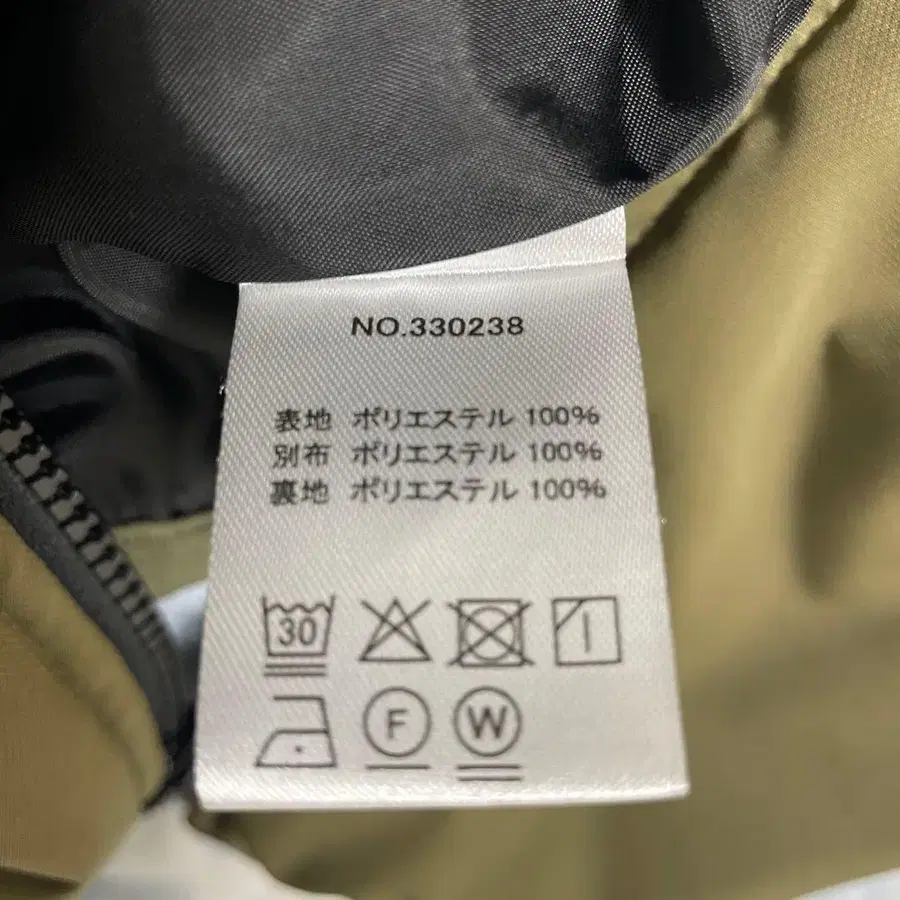 NO.330238
表地 ポリエステル 100%
別布 ポリエステル 100%
裏地 ポリエステル 100%
30
F W